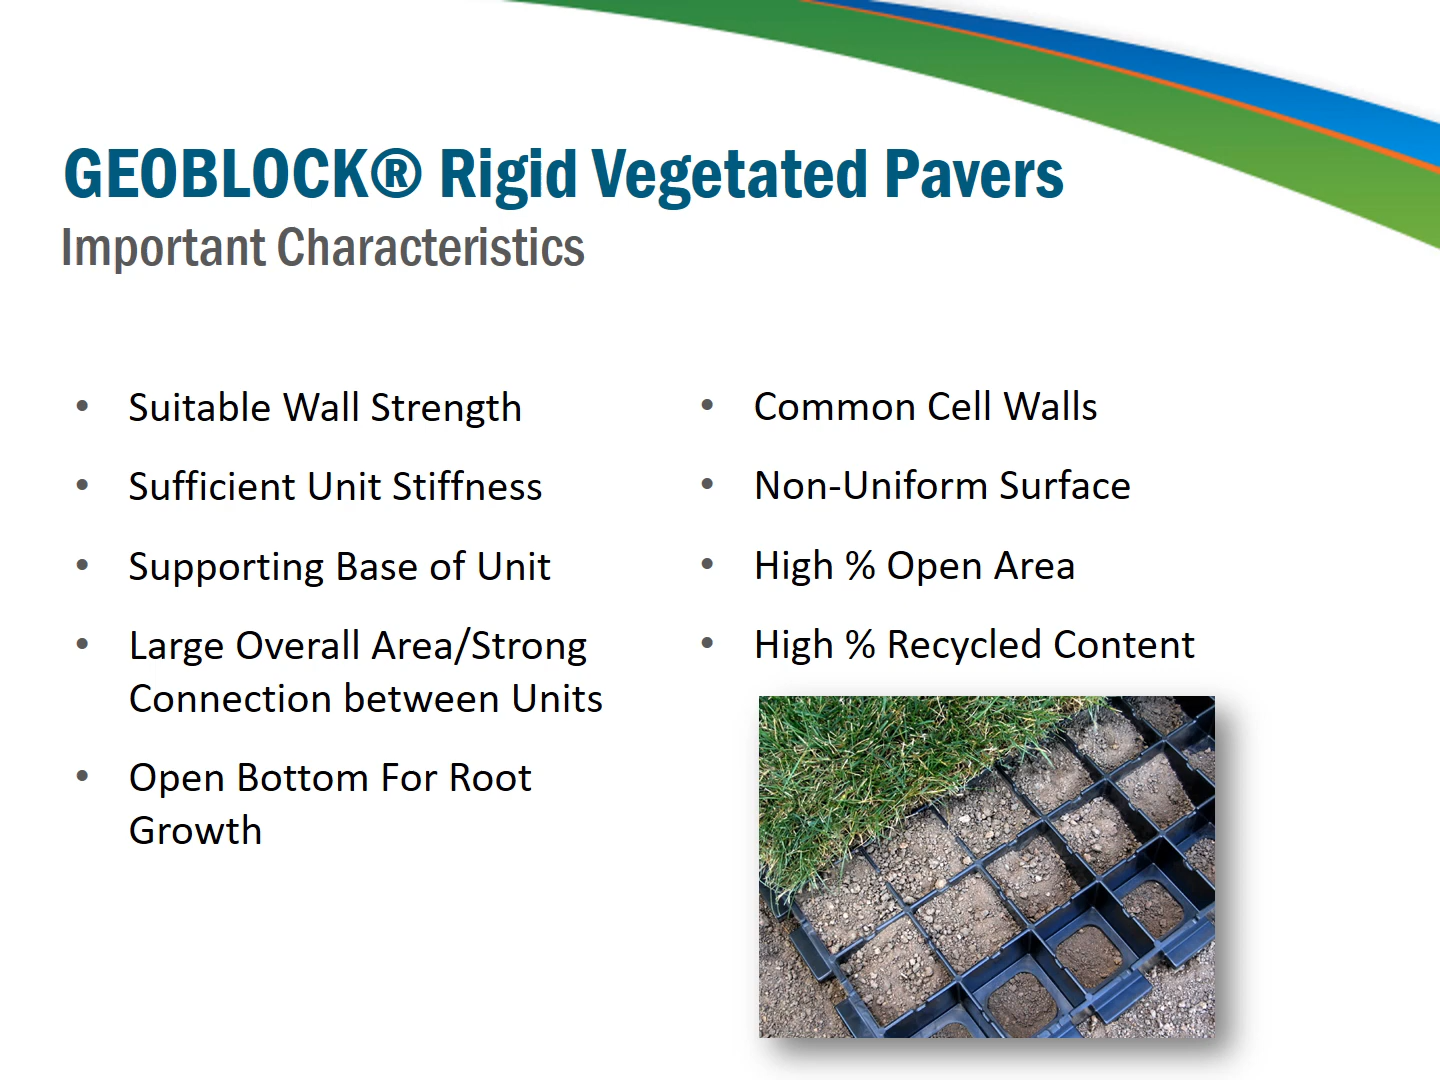 GEOBLOCK® Rigid Vegetated Pavers
Important Characteristics
• Suitable Wall Strength
• Sufficient Unit Stiffness
• Supporting Base of Unit
• Large Overall Area/Strong
Connection between Units
• Open Bottom For Root
Growth
• Common Cell Walls
• Non-Uniform Surface
• High % Open Area
• High % Recycled Content